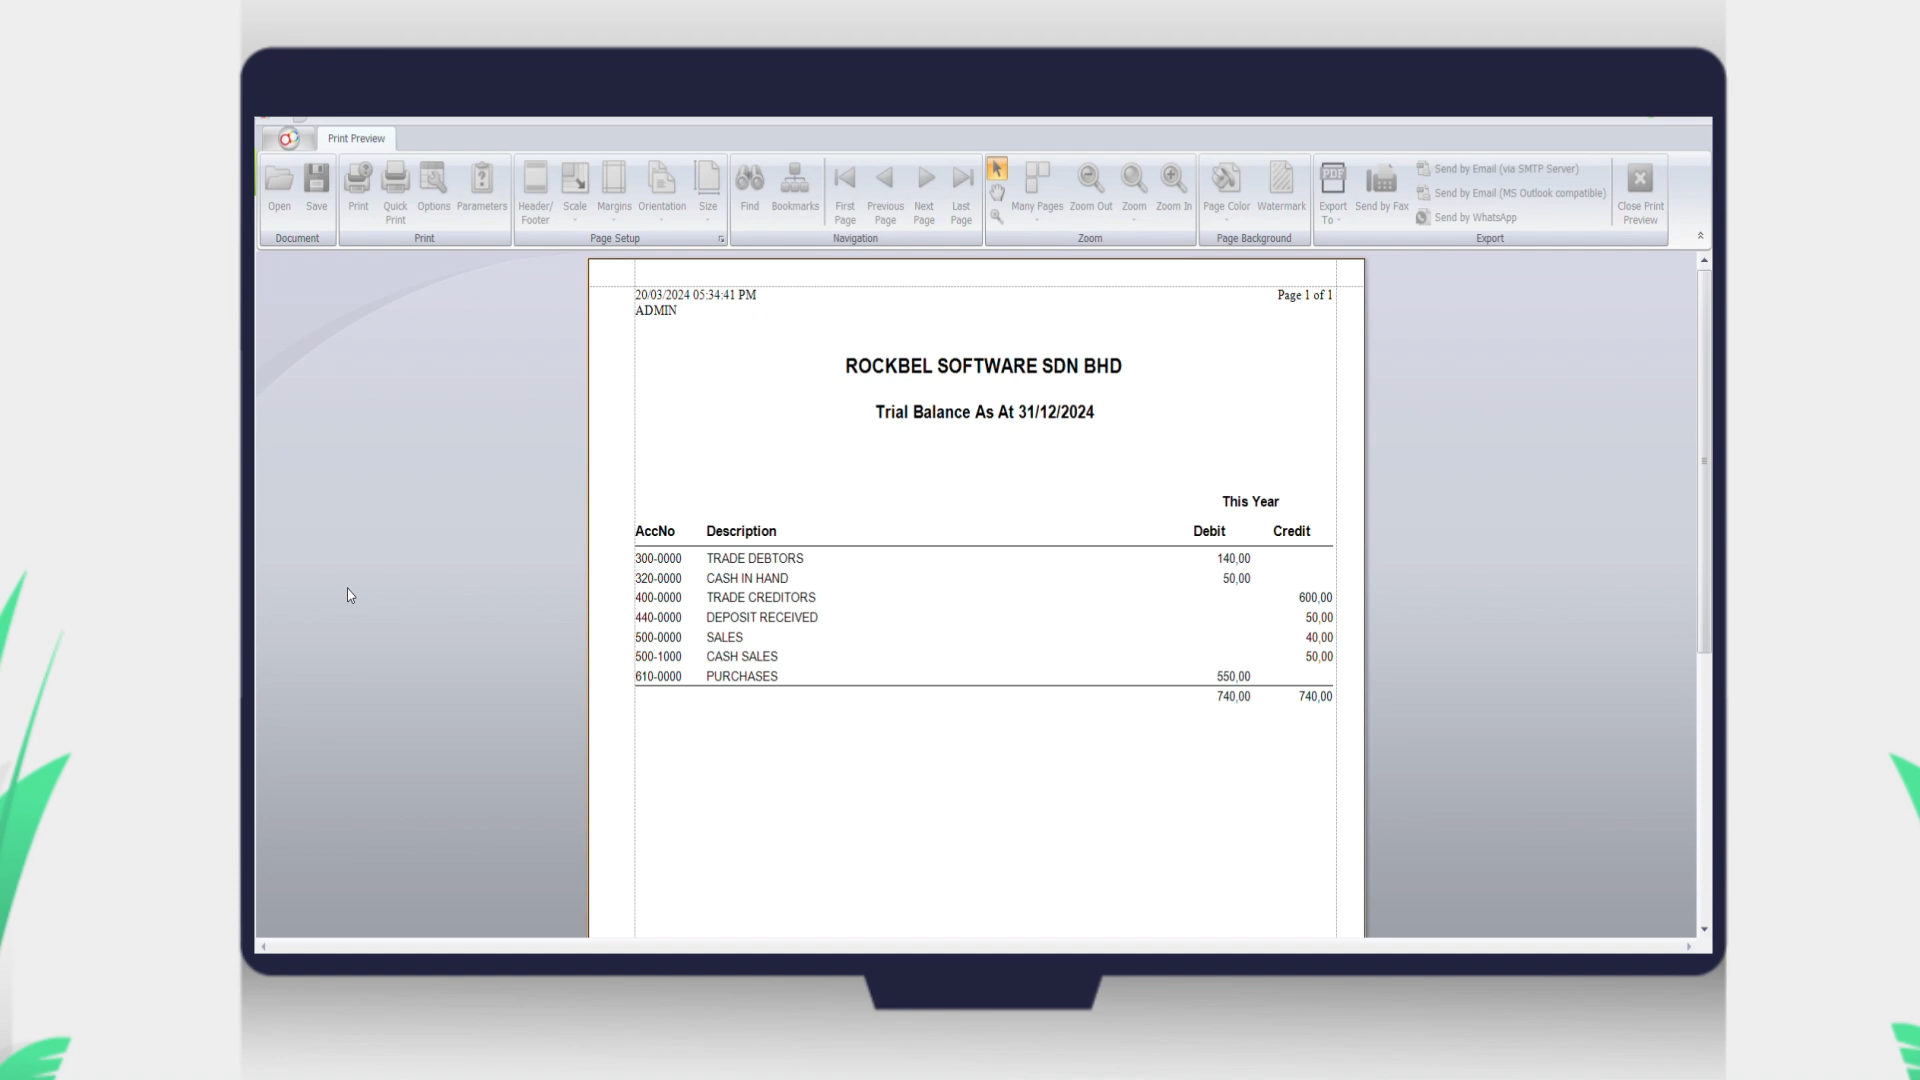 Print Preview
Open Save Print Quick Print Options Parameters Header/ Footer Scale Margins Orientation Size Find Bookmarks First Page Previous Page Next Page Last Page Many Pages Zoom Out Zoom Zoom In Page Color Watermark PDF Export To Send by Fax Send by Email (via SMTP Server) Send by Email (MS Outlook compatible) Send by WhatsApp Close Print Preview
Document Print Page Setup Navigation Zoom Page Background Export
20/03/2024 05:34:41 PM Page 1 of 1
ADMIN
ROCKBEL SOFTWARE SDN BHD
Trial Balance As At 31/12/2024
This Year
AccNo Description Debit Credit
300-0000 TRADE DEBTORS 140,00
320-0000 CASH IN HAND 50,00
400-0000 TRADE CREDITORS 600,00
440-0000 DEPOSIT RECEIVED 50,00
500-0000 SALES 40,00
500-1000 CASH SALES 50,00
610-0000 PURCHASES 550,00
740,00 740,00